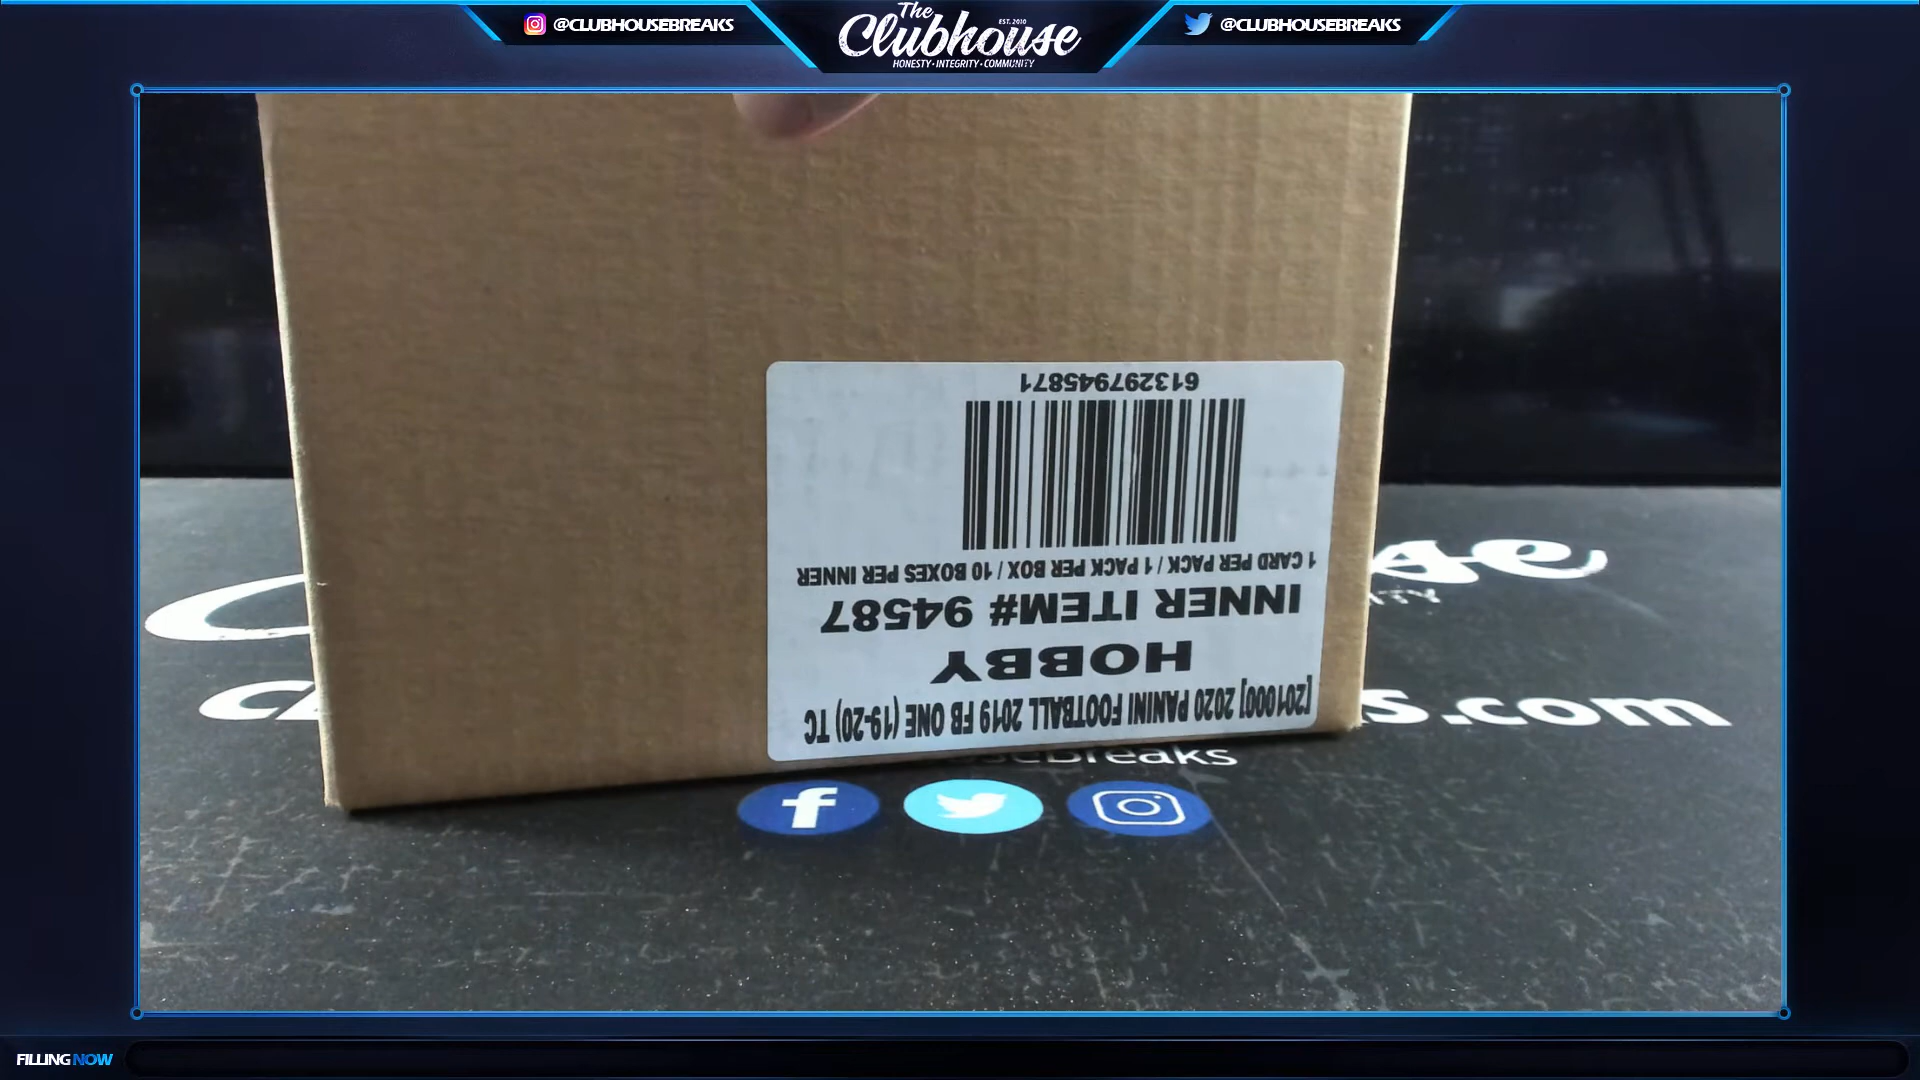 @CLUBHOUSEBREAKS
The
Clubhouse
EST. 2010
HONESTY • INTEGRITY • COMMUNITY
@CLUBHOUSEBREAKS
[201000] 2020 PANINI FOOTBALL 2019 FB ONE (19-20) TC
HOBBY
INNER ITEM# 94587
1 CARD PER PACK / 1 PACK PER BOX / 10 BOXES PER INNER
613297945871
s.com
FILLING NOW